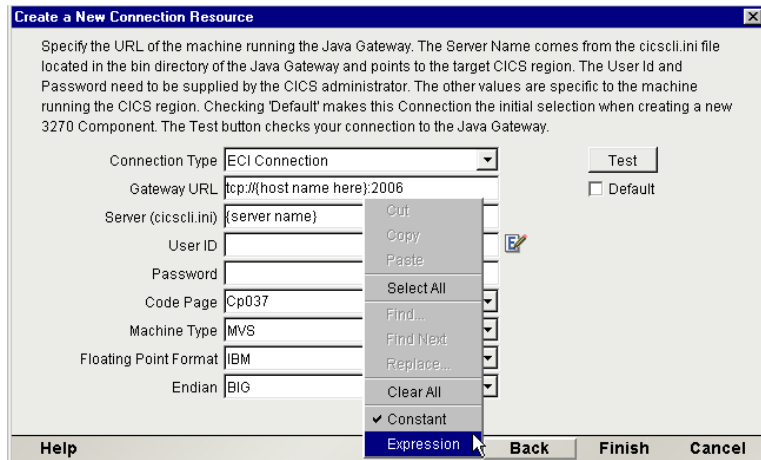 Create a New Connection Resource
Specify the URL of the machine running the Java Gateway. The Server Name comes from the cicscli.ini file
located in the bin directory of the Java Gateway and points to the target CICS region. The User Id and
Password need to be supplied by the CICS administrator. The other values are specific to the machine
running the CICS region. Checking 'Default' makes this Connection the initial selection when creating a new
3270 Component. The Test button checks your connection to the Java Gateway.
Connection Type ECI Connection Test
Gateway URL tcp://{host name here}:2006 Default
Server (cicscli.ini) {server name}
User ID
Password
Code Page Cp037
Machine Type MVS
Floating Point Format IBM
Endian BIG
Cut
Copy
Paste
Select All
Find...
Find Next
Replace...
Clear All
Constant
Expression
Help Back Finish Cancel